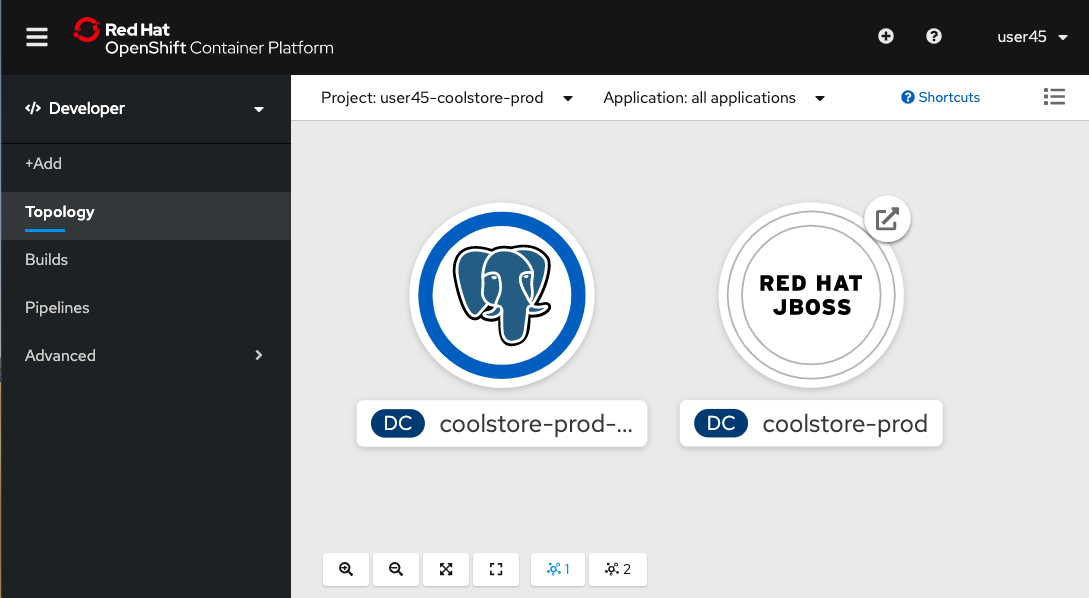 Red Hat
OpenShift Container Platform
user45
</> Developer
Project: user45-coolstore-prod
Application: all applications
Shortcuts
+Add
Topology
Builds
Pipelines
Advanced
RED HAT
JBOSS
DC coolstore-prod-...
DC coolstore-prod
1
2